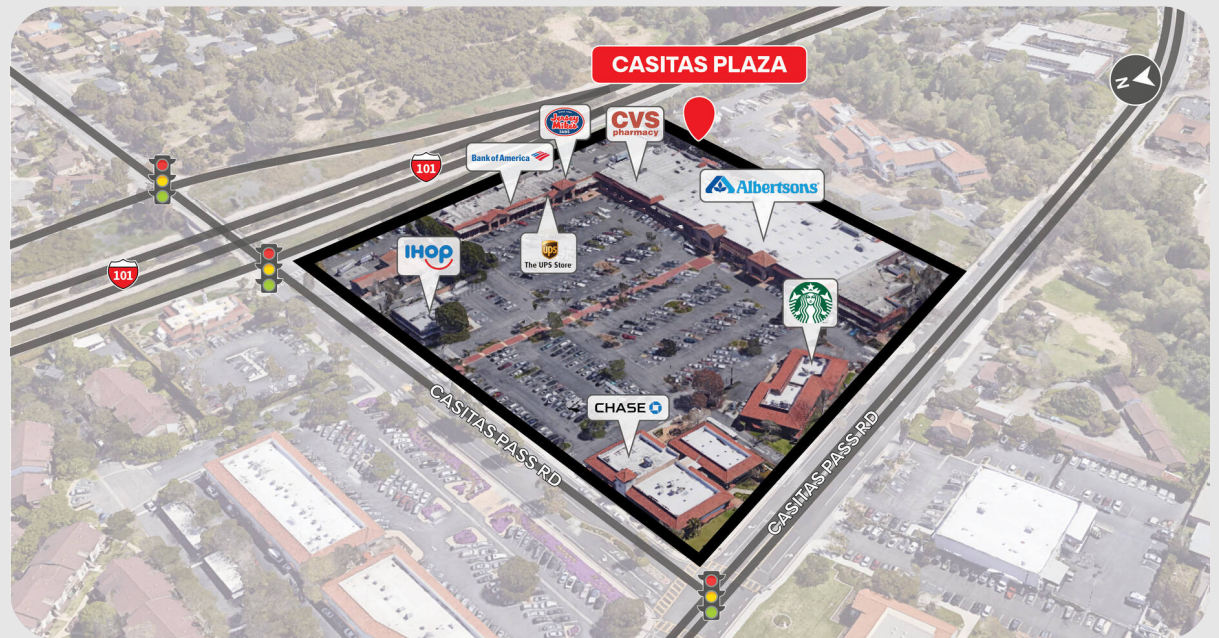 CASITAS PLAZA
Jersey Mike's
SUBS
CVS
pharmacy
Bank of America
101
Albertsons
IHOP
ups
The UPS Store
101
N
CHASE
CASITAS PASS RD
CASITAS PASS RD